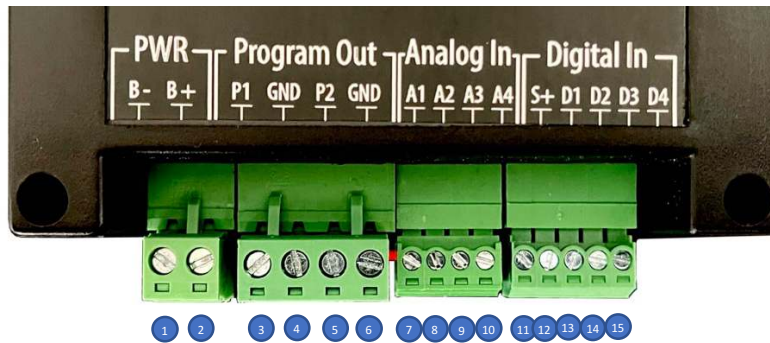 PWR Program Out Analog In Digital In
B- B+ P1 GND P2 GND A1 A2 A3 A4 S+ D1 D2 D3 D4
1 2 3 4 5 6 7 8 9 10 11 12 13 14 15